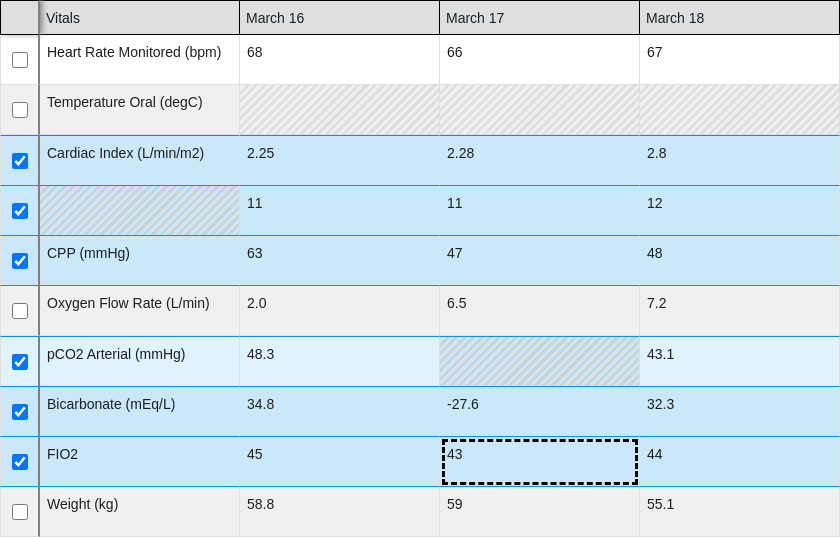 Vitals March 16 March 17 March 18
Heart Rate Monitored (bpm) 68 66 67
Temperature Oral (degC)
Cardiac Index (L/min/m2) 2.25 2.28 2.8
11 11 12
CPP (mmHg) 63 47 48
Oxygen Flow Rate (L/min) 2.0 6.5 7.2
pCO2 Arterial (mmHg) 48.3 43.1
Bicarbonate (mEq/L) 34.8 -27.6 32.3
FIO2 45 43 44
Weight (kg) 58.8 59 55.1